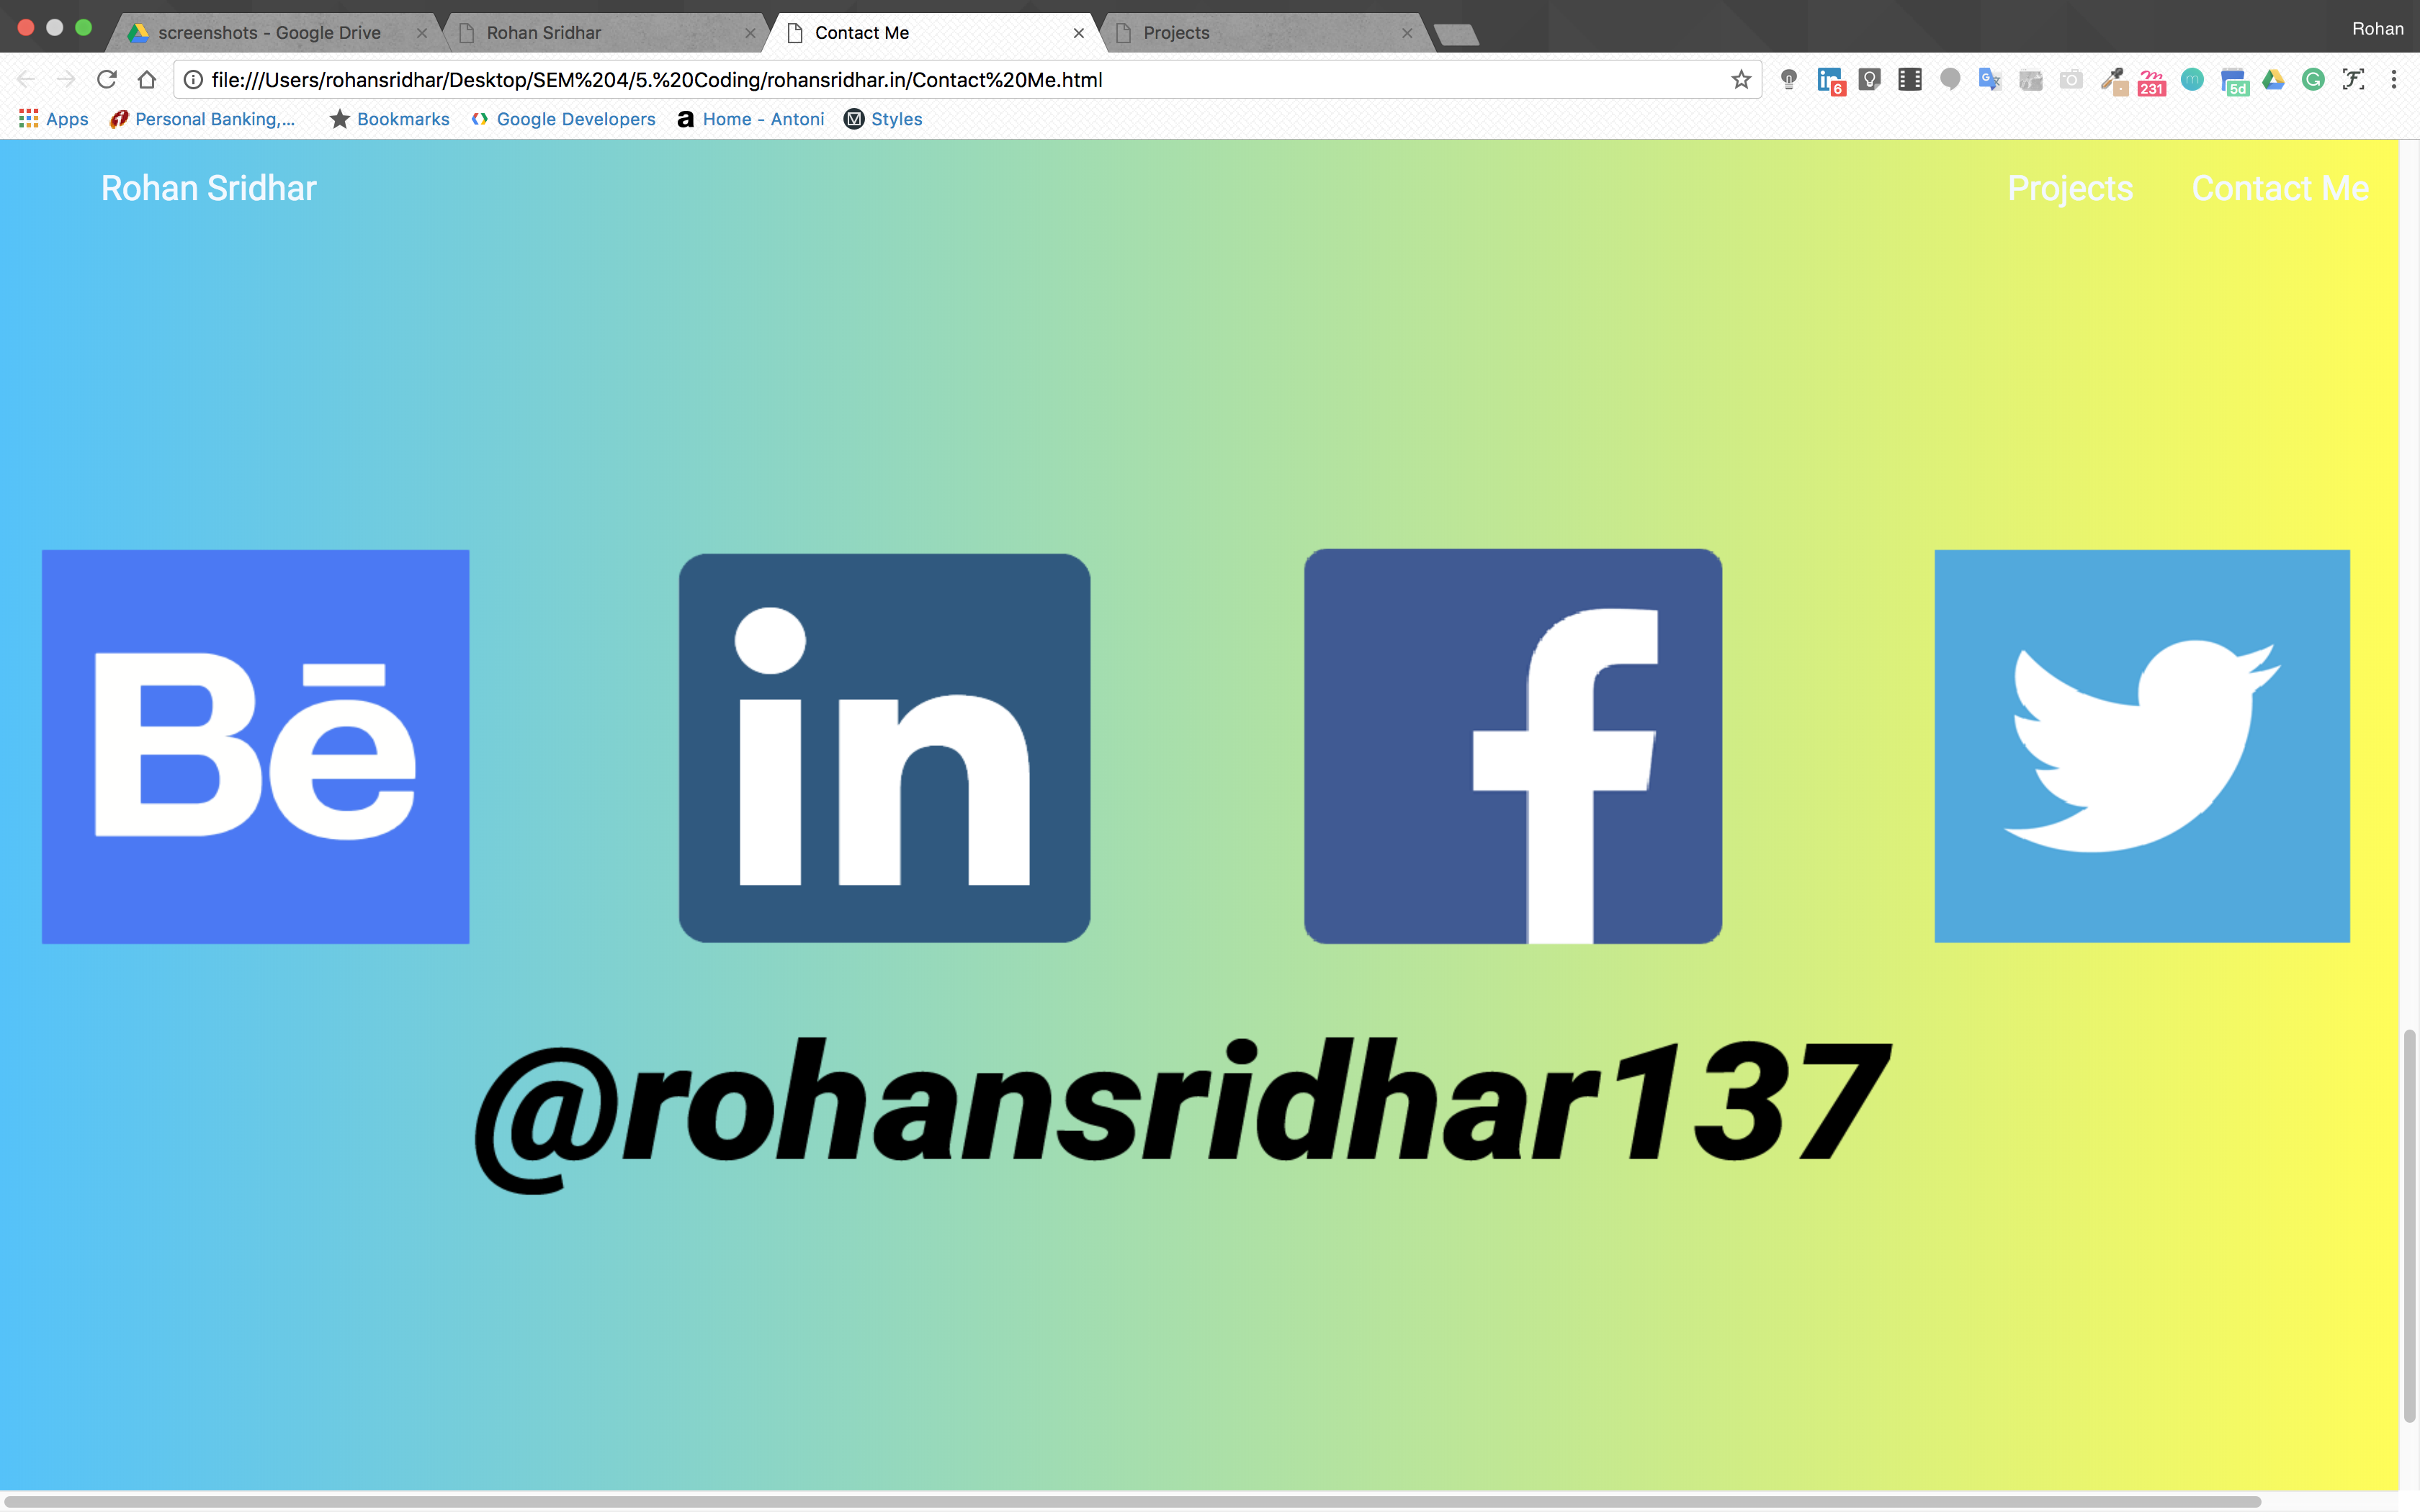 screenshots - Google Drive
Rohan Sridhar
Contact Me
Projects
Rohan
file:///Users/rohansridhar/Desktop/SEM%204/5.%20Coding/rohansridhar.in/Contact%20Me.html
6
231
5d
Apps
Personal Banking,...
Bookmarks
Google Developers
a
Home - Antoni
Styles
Rohan Sridhar
Projects
Contact Me
Bē
in
f
@rohansridhar137